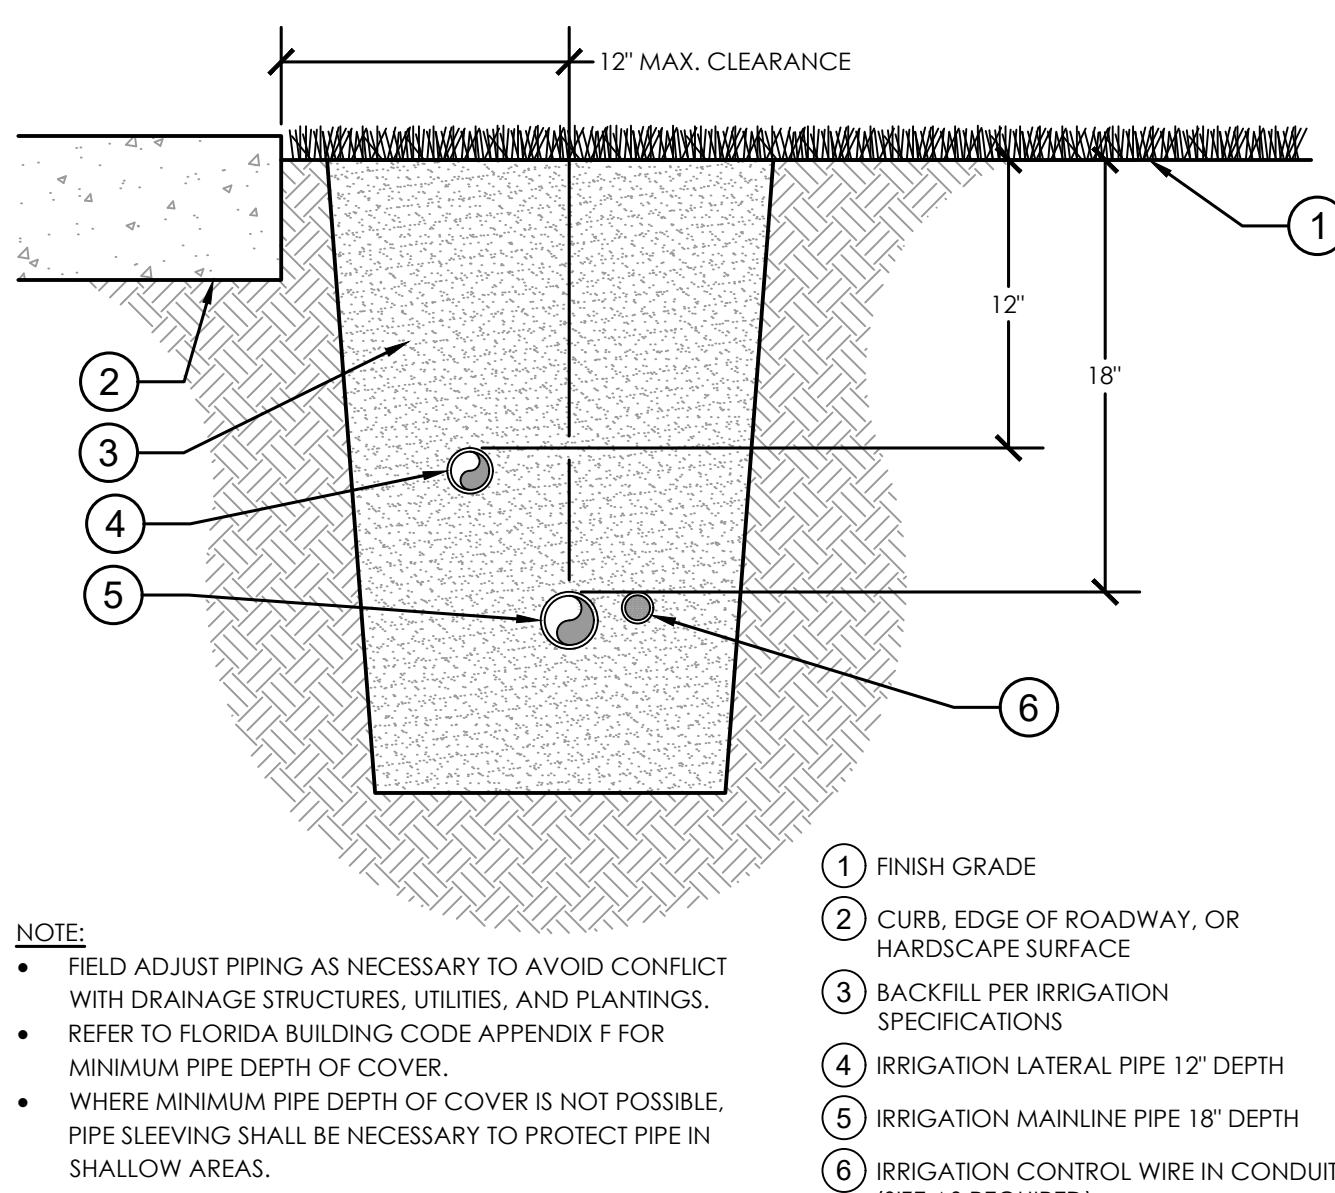 12" MAX. CLEARANCE
1
12"
18"
2
3
4
5
6
NOTE:
• FIELD ADJUST PIPING AS NECESSARY TO AVOID CONFLICT
WITH DRAINAGE STRUCTURES, UTILITIES, AND PLANTINGS.
• REFER TO FLORIDA BUILDING CODE APPENDIX F FOR
MINIMUM PIPE DEPTH OF COVER.
• WHERE MINIMUM PIPE DEPTH OF COVER IS NOT POSSIBLE,
PIPE SLEEVING SHALL BE NECESSARY TO PROTECT PIPE IN
SHALLOW AREAS.
1 FINISH GRADE
2 CURB, EDGE OF ROADWAY, OR
HARDSCAPE SURFACE
3 BACKFILL PER IRRIGATION
SPECIFICATIONS
4 IRRIGATION LATERAL PIPE 12" DEPTH
5 IRRIGATION MAINLINE PIPE 18" DEPTH
6 IRRIGATION CONTROL WIRE IN CONDUIT